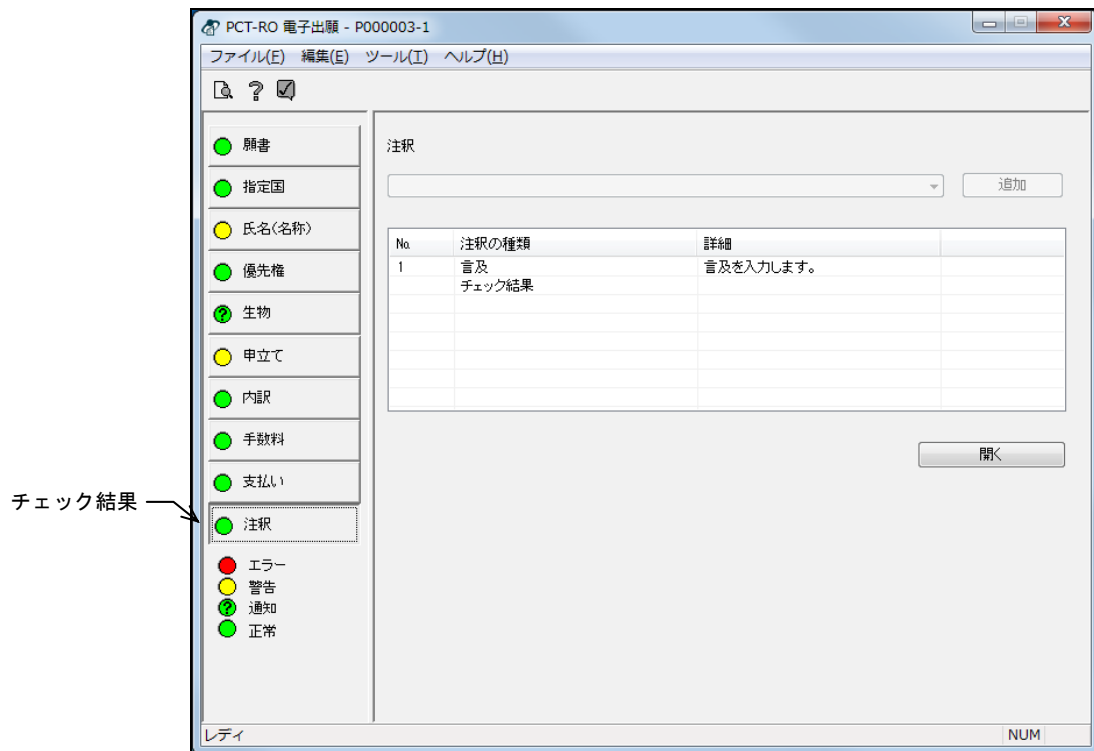 PCT-RO 電子出願 - P000003-1
ファイル(F) 編集(E) ツール(T) ヘルプ(H)
願書
指定国
氏名(名称)
優先権
生物
申立て
内訳
手数料
支払い
注釈
エラー
警告
通知
正常
チェック結果
注釈
追加
No. 注釈の種類 詳細
1 言及 言及を入力します。
チェック結果
開く
レディ NUM